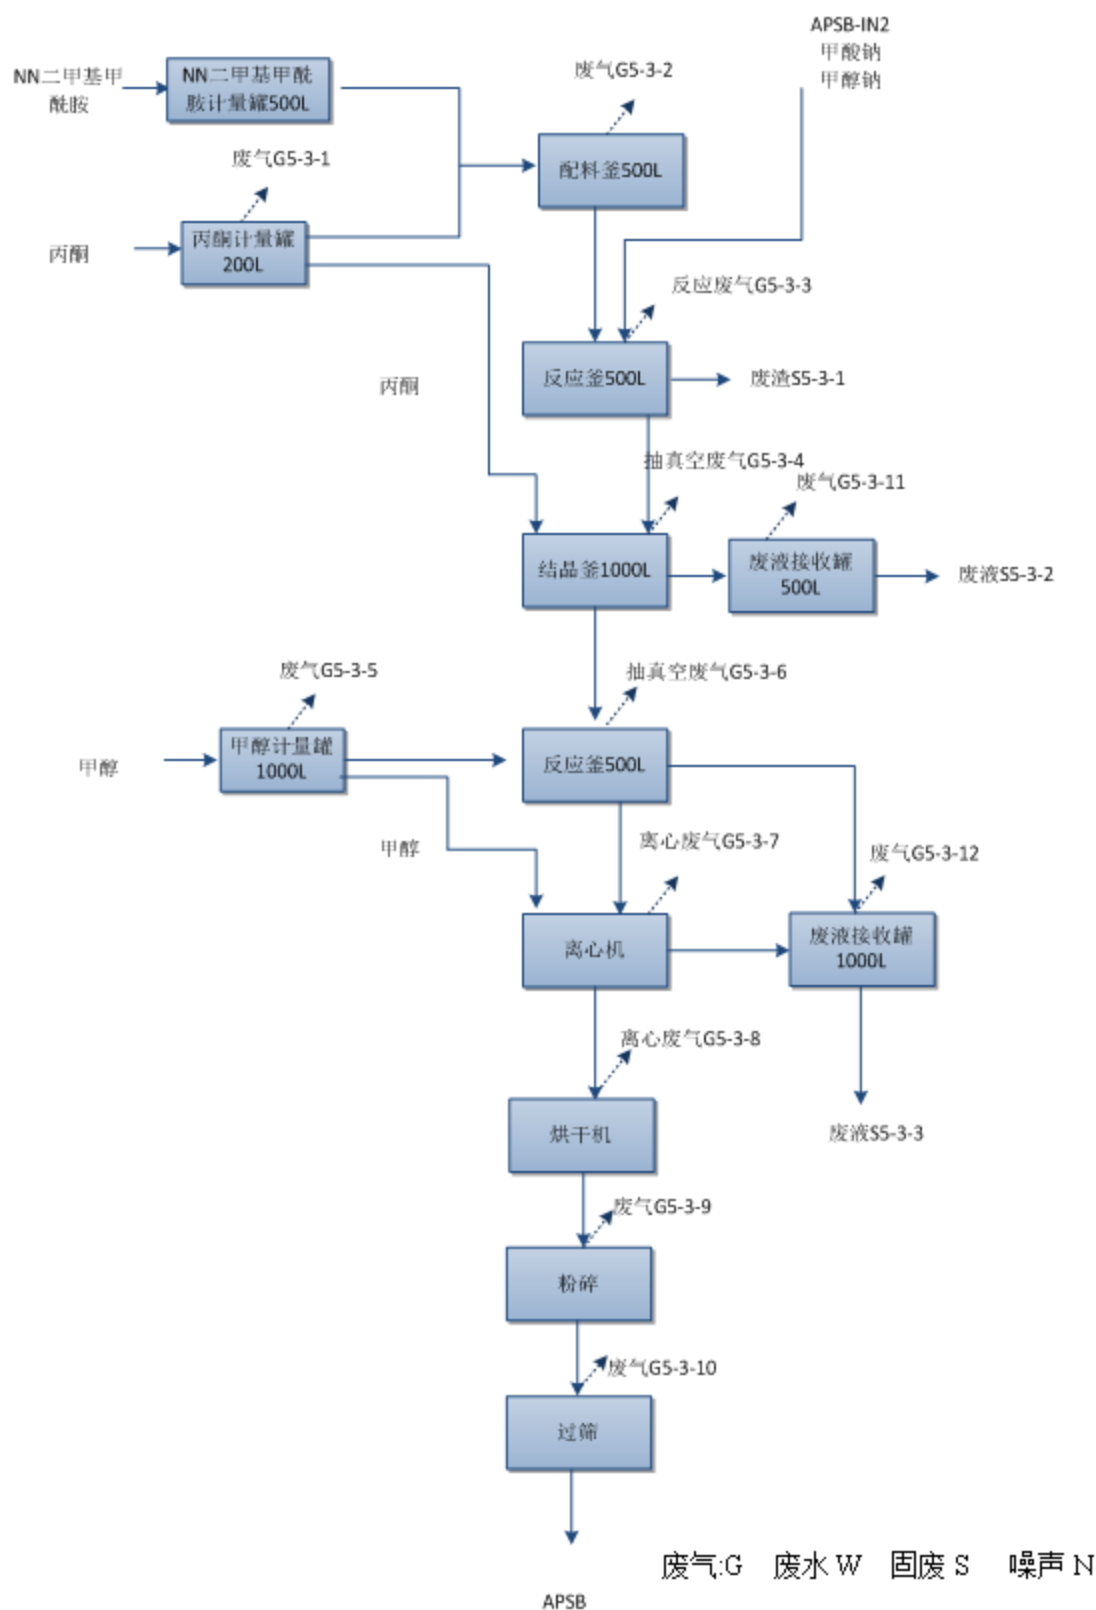 APSB-IN2
甲酸钠
甲醇钠
NN二甲基甲
酰胺
NN二甲基甲酰
胺计量罐500L
废气G5-3-2
配料釜500L
废气G5-3-1
丙酮
丙酮计量罐
200L
反应废气G5-3-3
反应釜500L
废渣S5-3-1
丙酮
抽真空废气G5-3-4
废气G5-3-11
结晶釜1000L
废液接收罐
500L
废液S5-3-2
废气G5-3-5
抽真空废气G5-3-6
甲醇
甲醇计量罐
1000L
反应釜500L
甲醇
离心废气G5-3-7
废气G5-3-12
离心机
废液接收罐
1000L
离心废气G5-3-8
烘干机
废液S5-3-3
废气G5-3-9
粉碎
废气G5-3-10
过筛
废气:G 废水 W 固废 S 噪声 N
APSB